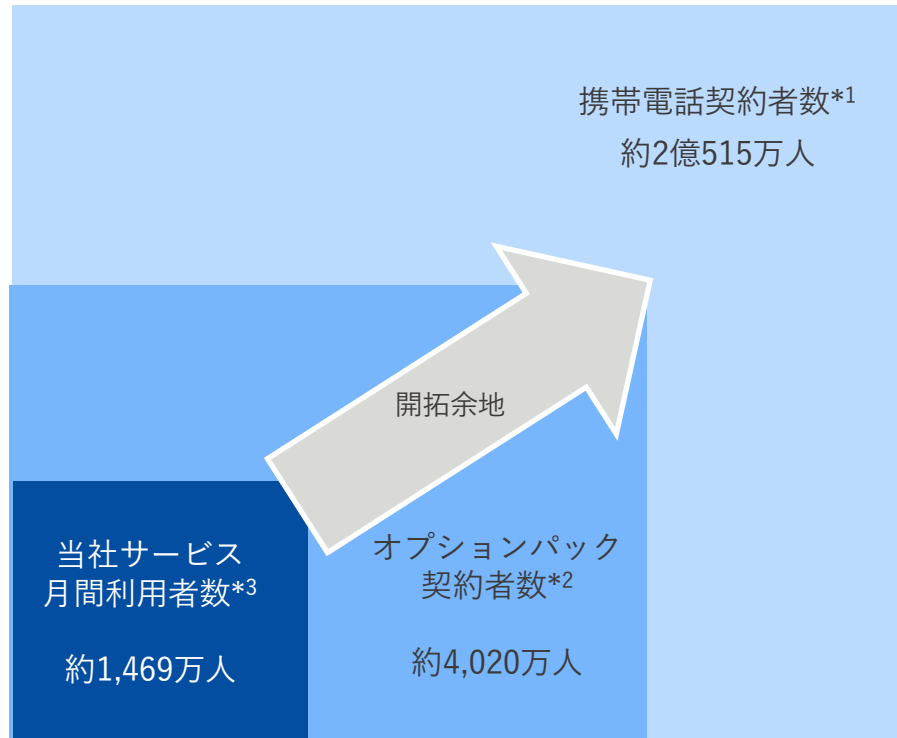 携帯電話契約者数*1
約2億515万人
開拓余地
当社サービス
月間利用者数*3
約1,469万人
オプションパック
契約者数*2
約4,020万人